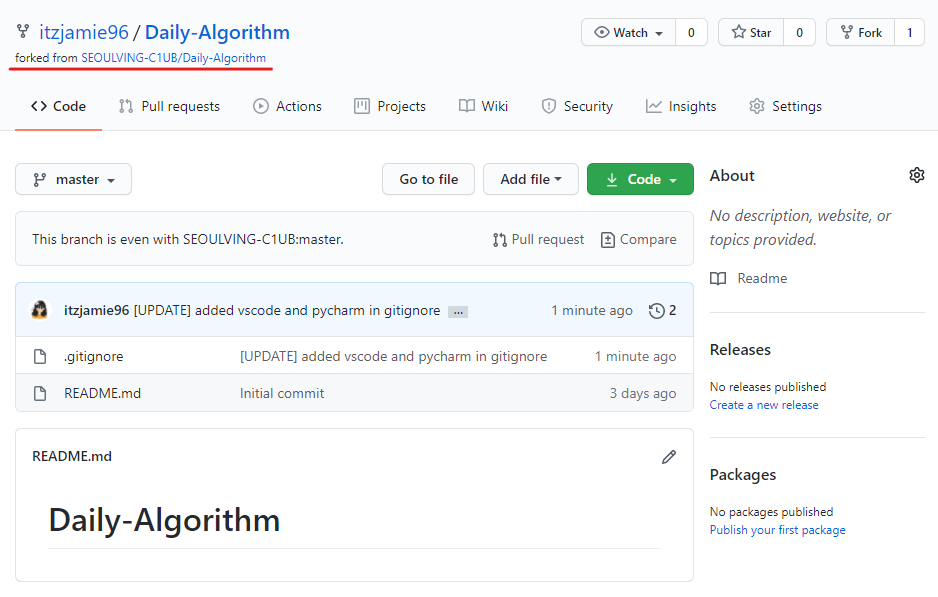 itzjamie96 / Daily-Algorithm
Watch 0 Star 0 Fork 1
forked from SEOULVING-C1UB/Daily-Algorithm
Code Pull requests Actions Projects Wiki Security Insights Settings
master Go to file Add file Code
About
No description, website, or
topics provided.
Readme
This branch is even with SEOULVING-C1UB:master. Pull request Compare
itzjamie96 [UPDATE] added vscode and pycharm in gitignore ... 1 minute ago 2
.gitignore [UPDATE] added vscode and pycharm in gitignore 1 minute ago
README.md Initial commit 3 days ago
Releases
No releases published
Create a new release
README.md
Daily-Algorithm
Packages
No packages published
Publish your first package